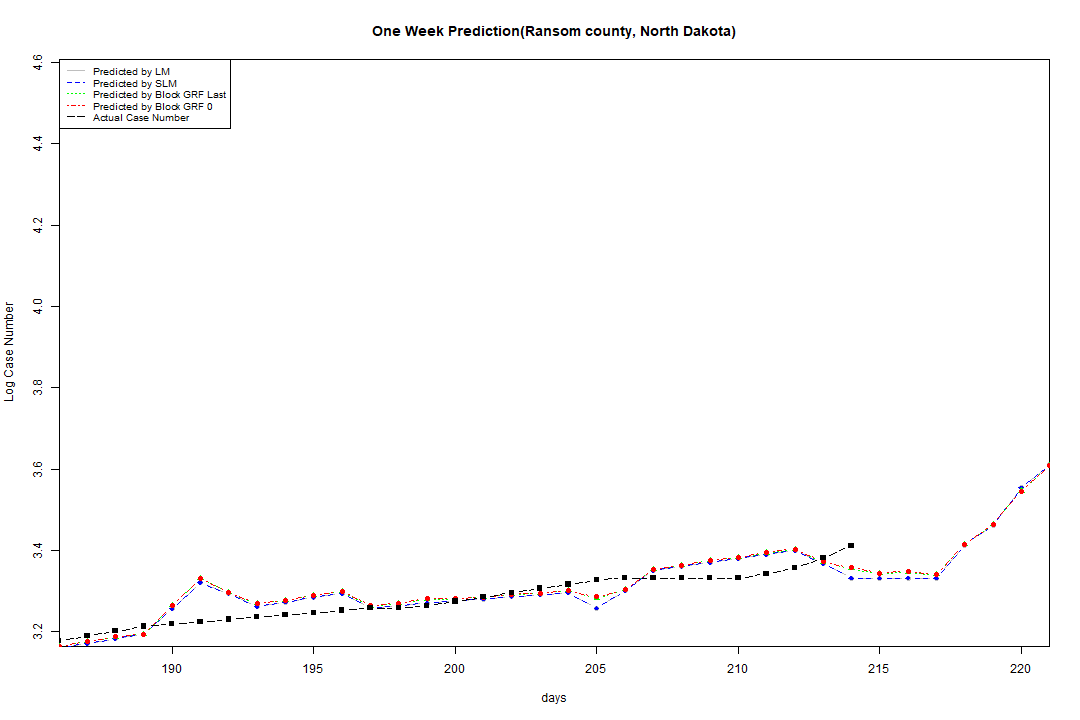 One Week Prediction(Ransom county, North Dakota)
Predicted by LM
Predicted by SLM
Predicted by Block GRF Last
Predicted by Block GRF 0
Actual Case Number
Log Case Number
4.6
4.4
4.2
4.0
3.8
3.6
3.4
3.2
190 195 200 205 210 215 220
days